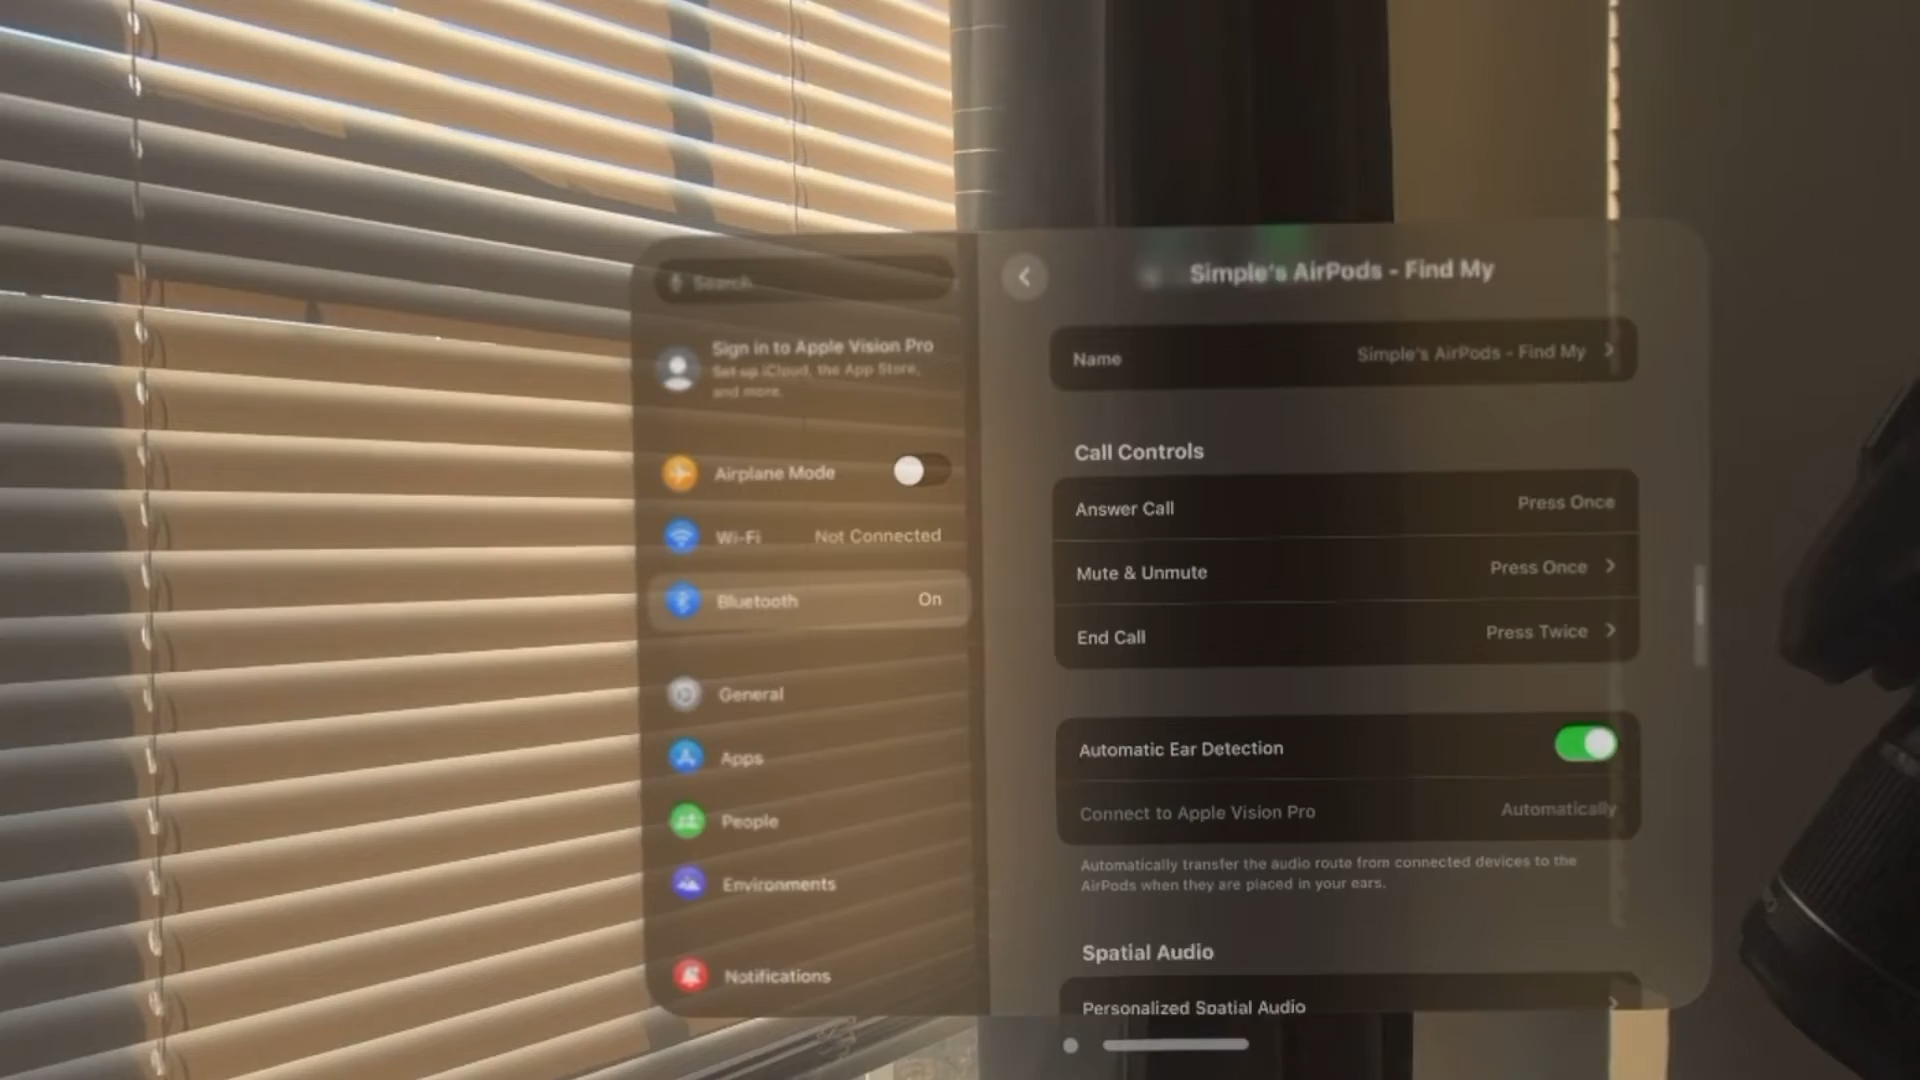 Search
Sign in to Apple Vision Pro
Set up iCloud, the App Store,
and more.
Airplane Mode
Wi-Fi Not Connected
Bluetooth On
General
Apps
People
Environments
Notifications
Simple's AirPods - Find My
Name Simple's AirPods - Find My
Call Controls
Answer Call Press Once
Mute & Unmute Press Once
End Call Press Twice
Automatic Ear Detection
Connect to Apple Vision Pro Automatically
Automatically transfer the audio route from connected devices to the
AirPods when they are placed in your ears.
Spatial Audio
Personalized Spatial Audio